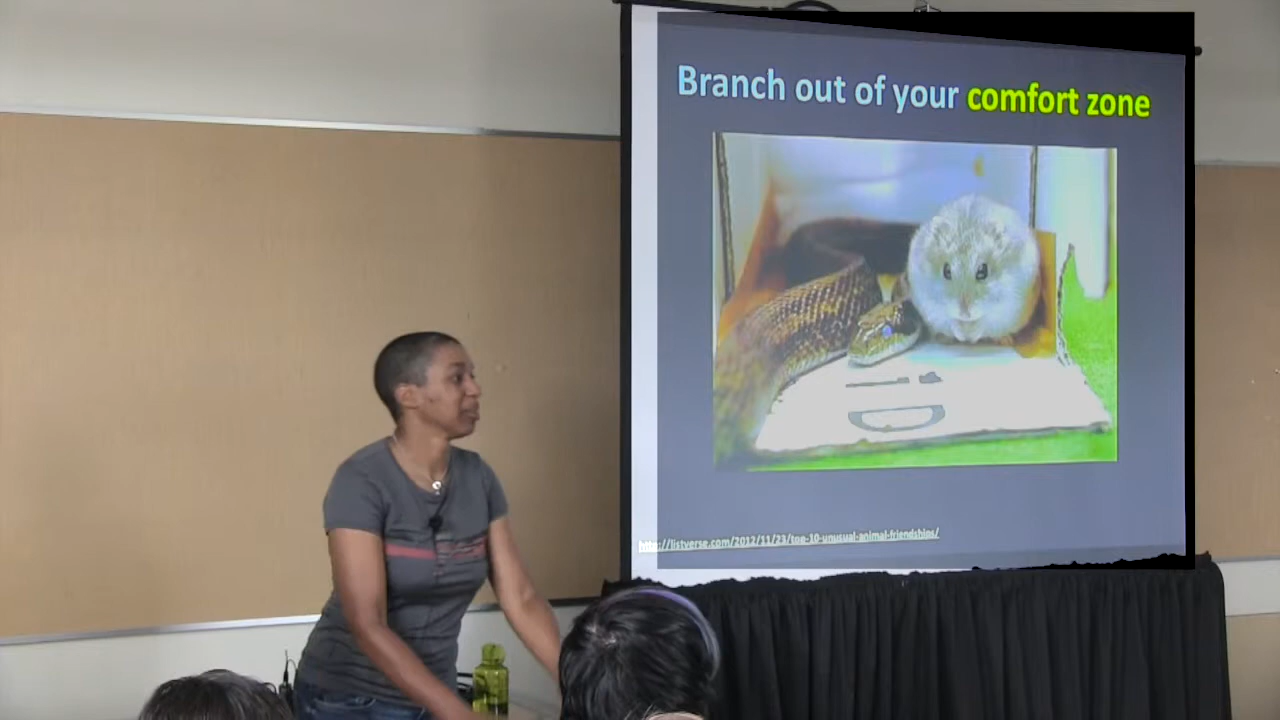 Branch out of your comfort zone
http://listverse.com/2012/11/23/top-10-unusual-animal-friendships/